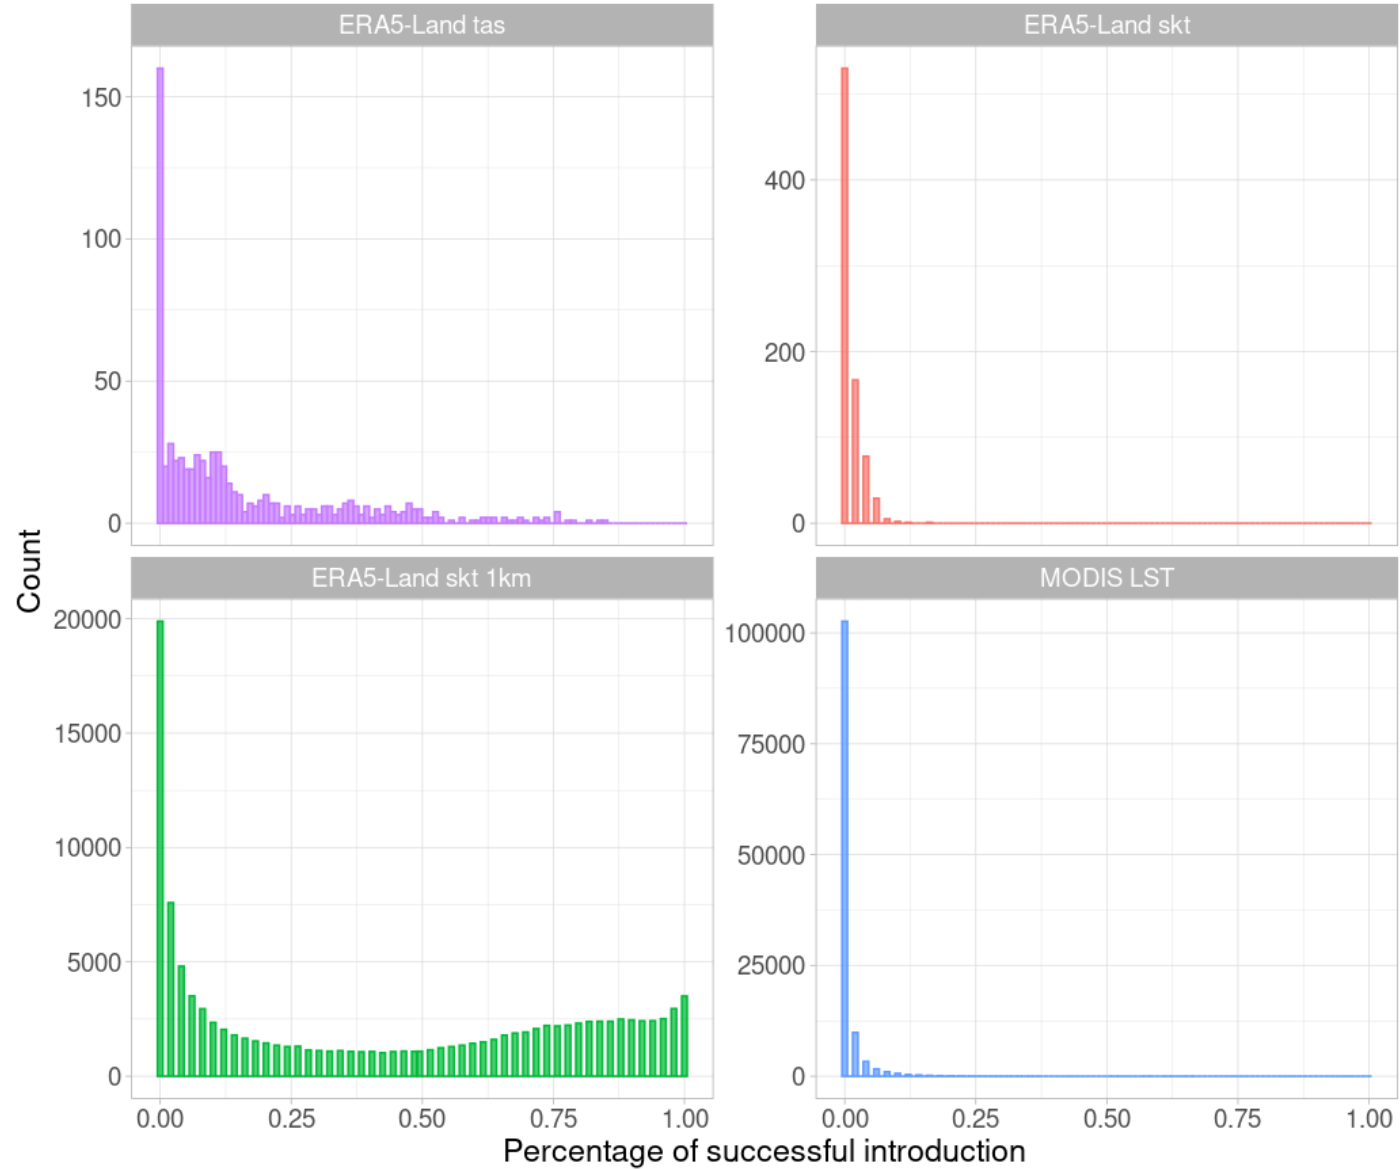 ERA5-Land tas
ERA5-Land skt
150
100
50
0
400
200
0
Count
ERA5-Land skt 1km
MODIS LST
20000
15000
10000
5000
0
100000
75000
50000
25000
0
0.00 0.25 0.50 0.75 1.00
0.00 0.25 0.50 0.75 1.00
Percentage of successful introduction